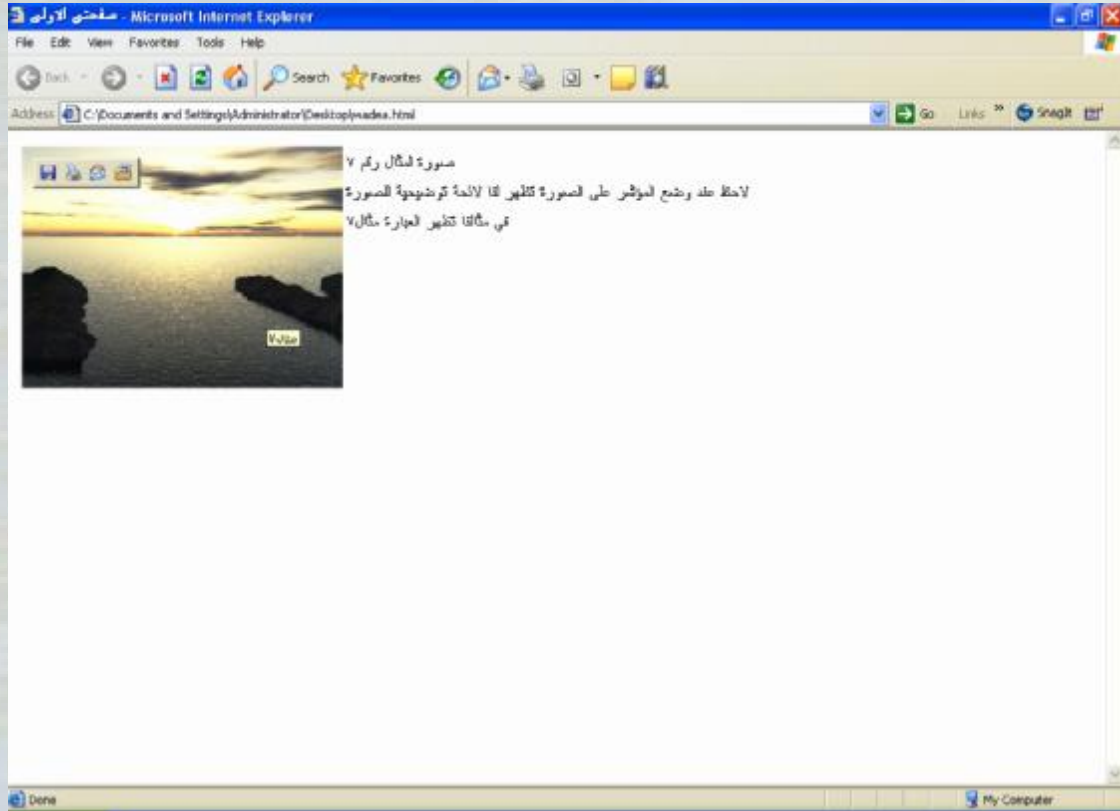 صفحتي الاولى - Microsoft Internet Explorer
File Edit View Favorites Tools Help
Back Search Favorites
Address C:\Documents and Settings\Administrator\Desktop\wadea.html Go Links » SnagIt
صورة المثال رقم ٧
لاحظ عند وضع المؤشر على الصورة تظهر لنا لائحة توضيحية للصورة
في مثالنا تظهر العبارة مثال٧
مثال٧
Done My Computer